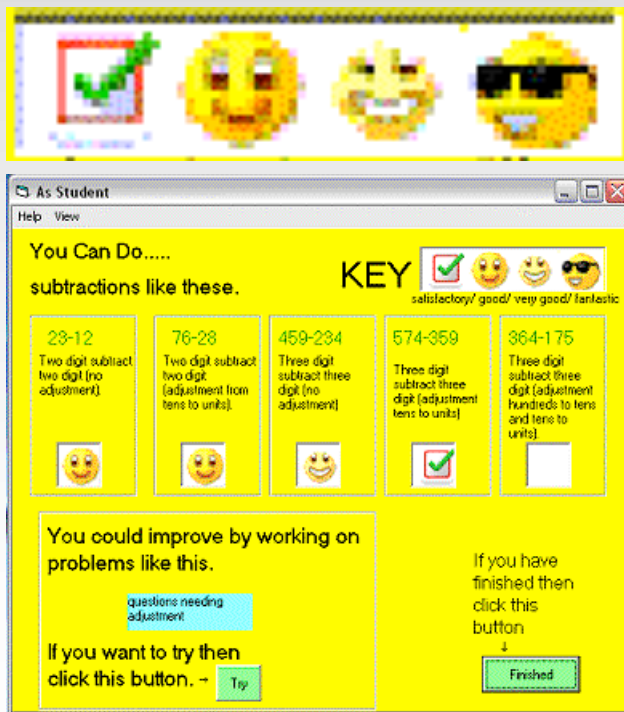 As Student
Help View
You Can Do.....
subtractions like these.
KEY
satisfactory/ good/ very good/ fantastic
23-12
Two digit subtract
two digit (no
adjustment).
76-28
Two digit subtract
two digit
(adjustment from
tens to units).
459-234
Three digit
subtract three
digit (no
adjustment)
574-359
Three digit
subtract three
digit (adjustment
tens to units)
364-175
Three digit
subtract three
digit (adjustment
hundreds to tens
and tens to
units).
You could improve by working on
problems like this.
questions needing
adjustment
If you want to try then
click this button. →
Try
If you have
finished then
click this
button
↓
Finished